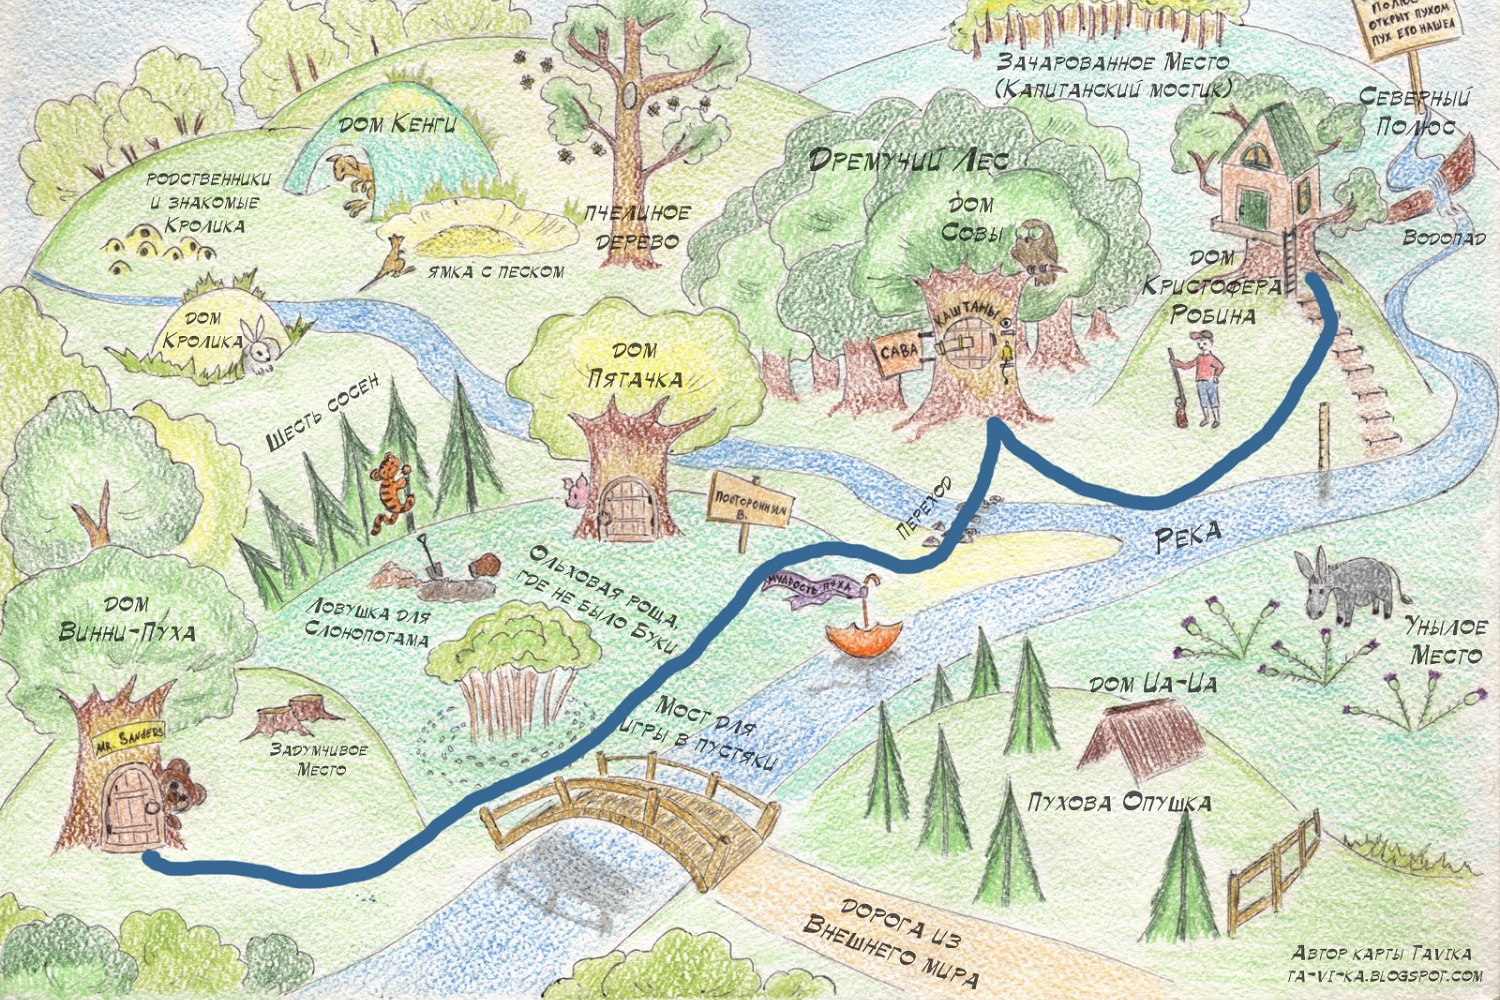 ПОЛЮС
ОТКРЫТ ПУХОМ
ПУХ ЕГО НАШЕЛ
Зачарованное Место
(Капитанский мостик)
Северный
Полюс
дом Кенги
Дремучий Лес
родственники
и знакомые
Кролика
пчелиное
дерево
дом
Совы
Водопад
ямка с песком
дом
Кристофера
Робина
дом
Кролика
КАШТАНЫ
САВА
дом
Пятачка
Шесть сосен
ПОСТОРОННИМ
В.
Переход
Река
Ольховая роща,
где не было Буки
МУДРОСТЬ ПУХА
Ловушка для
Слонопотама
дом
Винни-Пуха
Унылое
Место
дом Иа-Иа
Мост для
игры в пустяки
MR. SANDERS
Задумчивое
Место
Пухова Опушка
дорога из
Внешнего мира
Автор карты Tavika
ta-vi-ka.blogspot.com